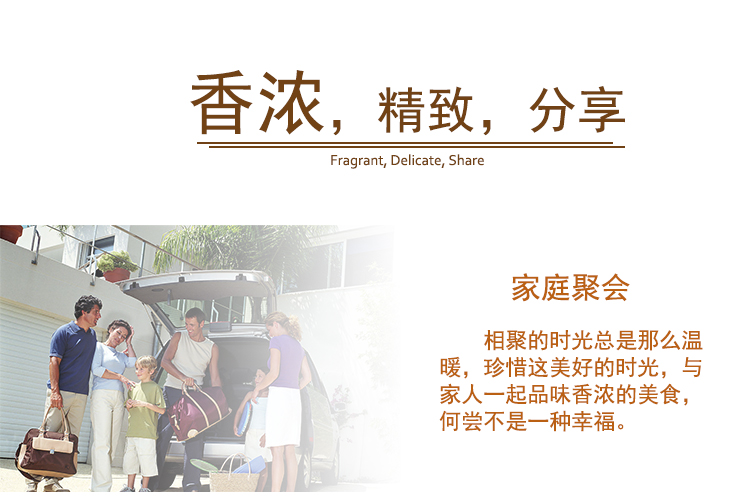 香浓，精致，分享
Fragrant, Delicate, Share
家庭聚会
相聚的时光总是那么温
暖，珍惜这美好的时光，与
家人一起品味香浓的美食，
何尝不是一种幸福。